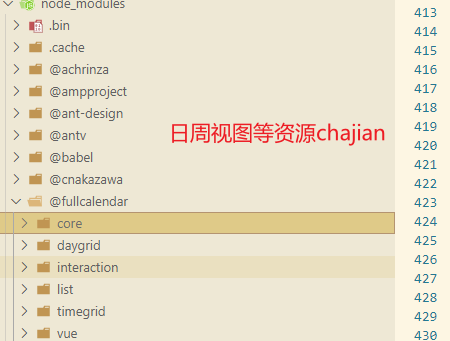 node_modules
.bin
.cache
@achrinza
@ampproject
@ant-design
@antv
@babel
@cnakazawa
@fullcalendar
core
daygrid
interaction
list
timegrid
vue
日周视图等资源chajian
413
414
415
416
417
418
419
420
421
422
423
424
425
426
427
428
429
430